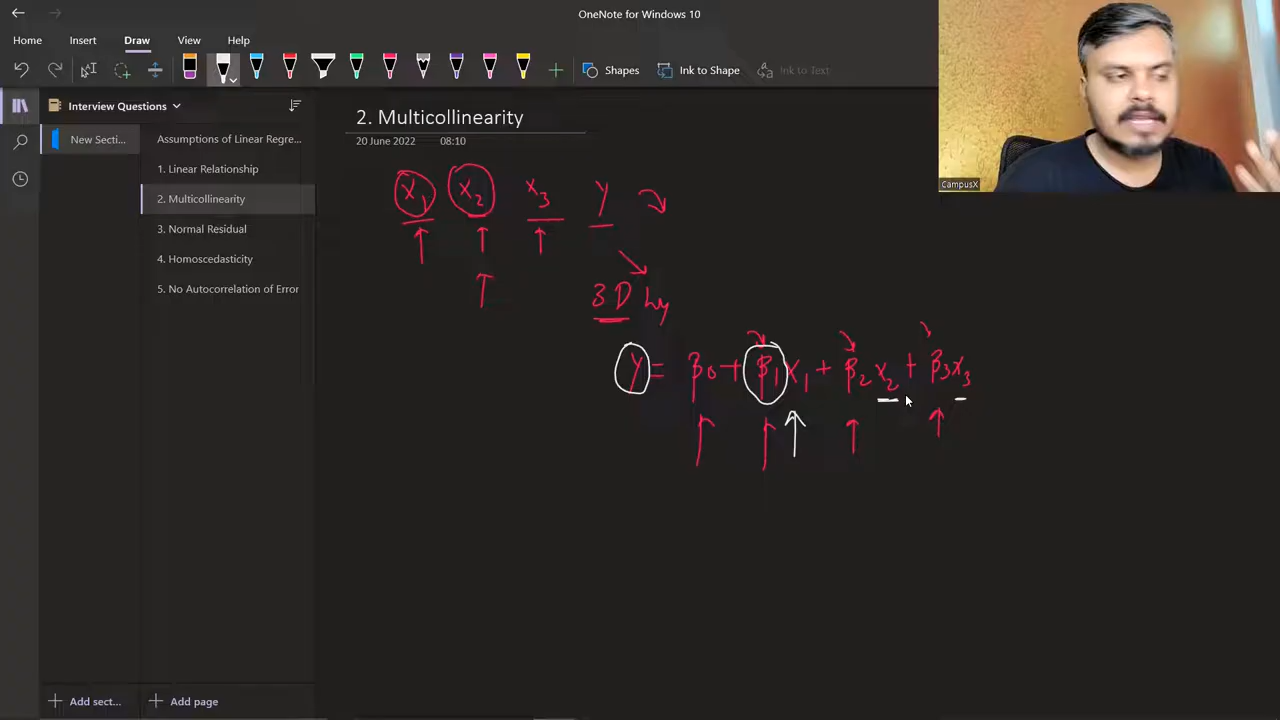 OneNote for Windows 10
Home Insert Draw View Help
Shapes Ink to Shape Ink to Text
Interview Questions
2. Multicollinearity
New Secti... Assumptions of Linear Regre...
20 June 2022 08:10
1. Linear Relationship
CampusX
x1 x2 x3 y
2. Multicollinearity
3. Normal Residual
4. Homoscedasticity
5. No Autocorrelation of Error
3D hy
y = β0 + β1x1 + β2x2 + β3x3
Add sect... Add page